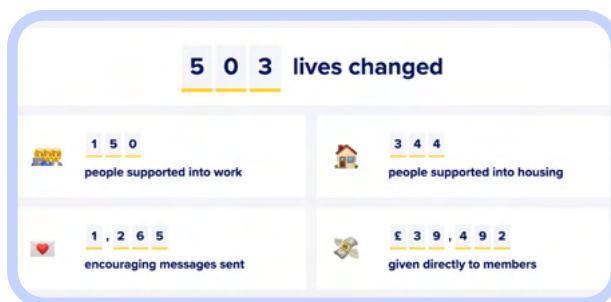 503 lives changed
150
people supported into work
344
people supported into housing
1,265
encouraging messages sent
£39,492
given directly to members